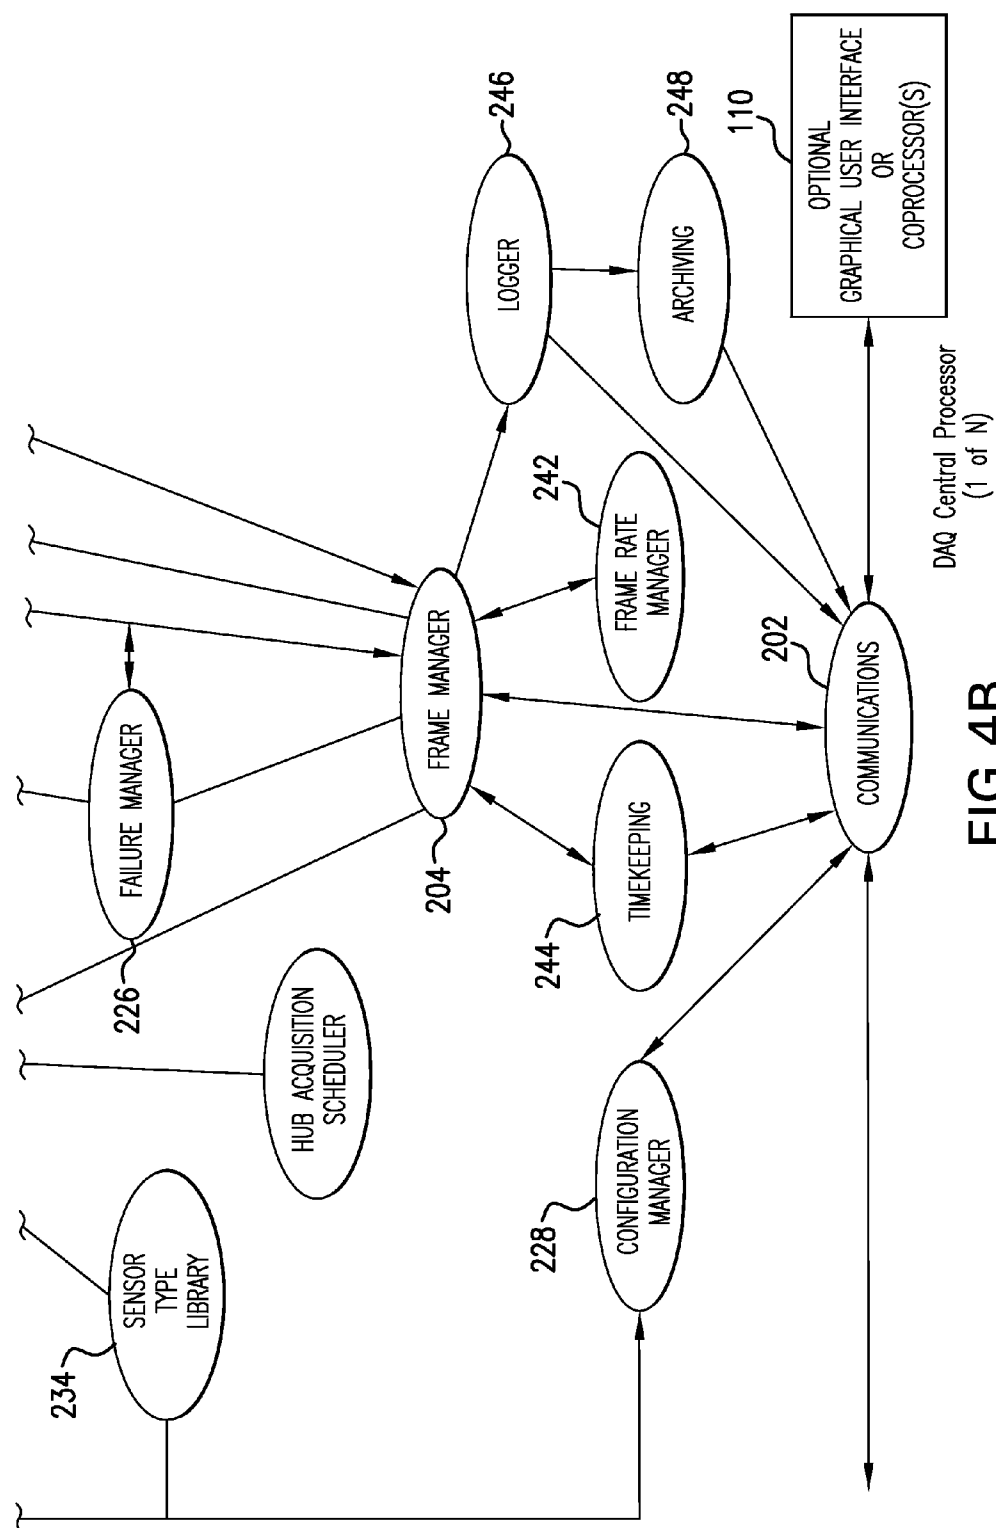 234
SENSOR
TYPE
LIBRARY
HUB ACQUISITION
SCHEDULER
226
FAILURE MANAGER
204
FRAME MANAGER
246
LOGGER
248
ARCHIVING
242
FRAME RATE
MANAGER
244
TIMEKEEPING
228
CONFIGURATION
MANAGER
202
COMMUNICATIONS
110
OPTIONAL
GRAPHICAL USER INTERFACE
OR
COPROCESSOR(S)
DAQ Central Processor
(1 of N)
FIG.4B